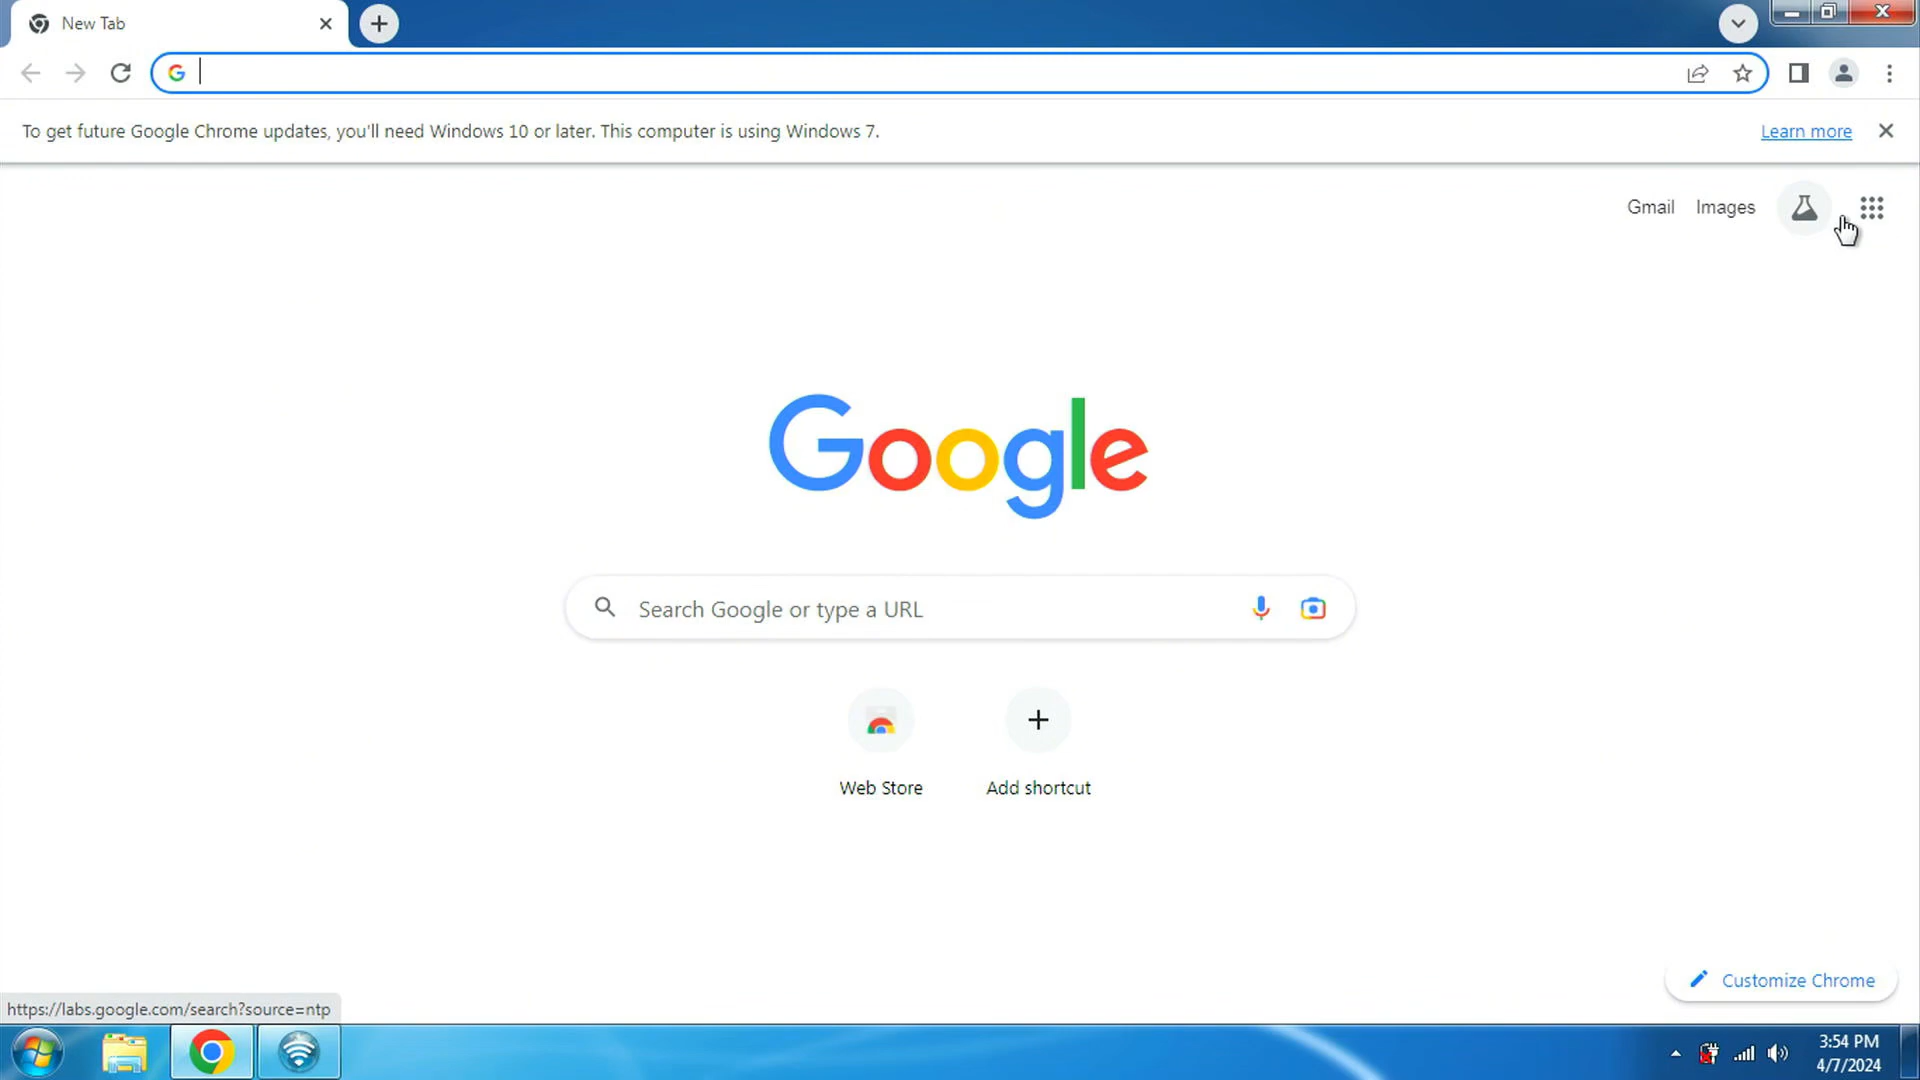 New Tab
To get future Google Chrome updates, you'll need Windows 10 or later. This computer is using Windows 7.
Learn more
Gmail
Images
Google
Search Google or type a URL
Web Store
Add shortcut
Customize Chrome
https://labs.google.com/search?source=ntp
3:54 PM
4/7/2024